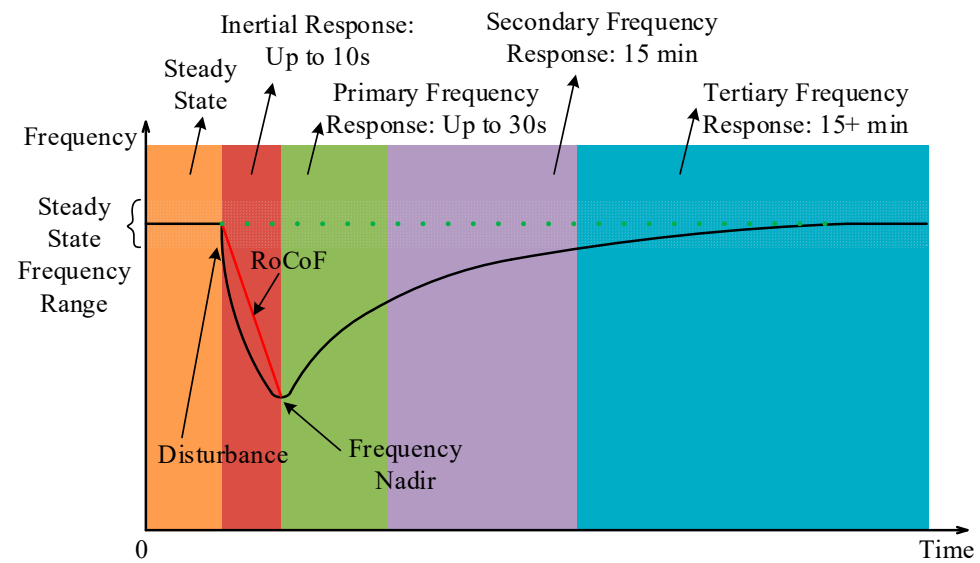 Inertial Response:
Up to 10s
Secondary Frequency
Response: 15 min
Steady
State
Primary Frequency
Response: Up to 30s
Tertiary Frequency
Response: 15+ min
Frequency
Steady
State
Frequency
Range
RoCoF
Disturbance
Frequency
Nadir
0
Time